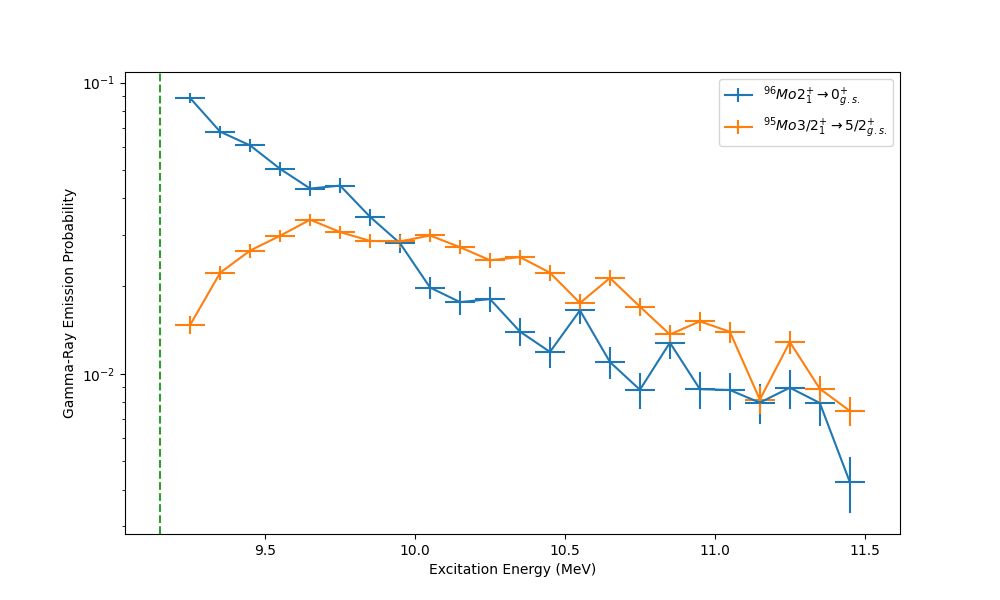 10⁻¹
10⁻²
Gamma-Ray Emission Probability
⁹⁶Mo2₁⁺ → 0⁺g.s.
⁹⁵Mo3/2₁⁺ → 5/2⁺g.s.
9.5 10.0 10.5 11.0 11.5
Excitation Energy (MeV)